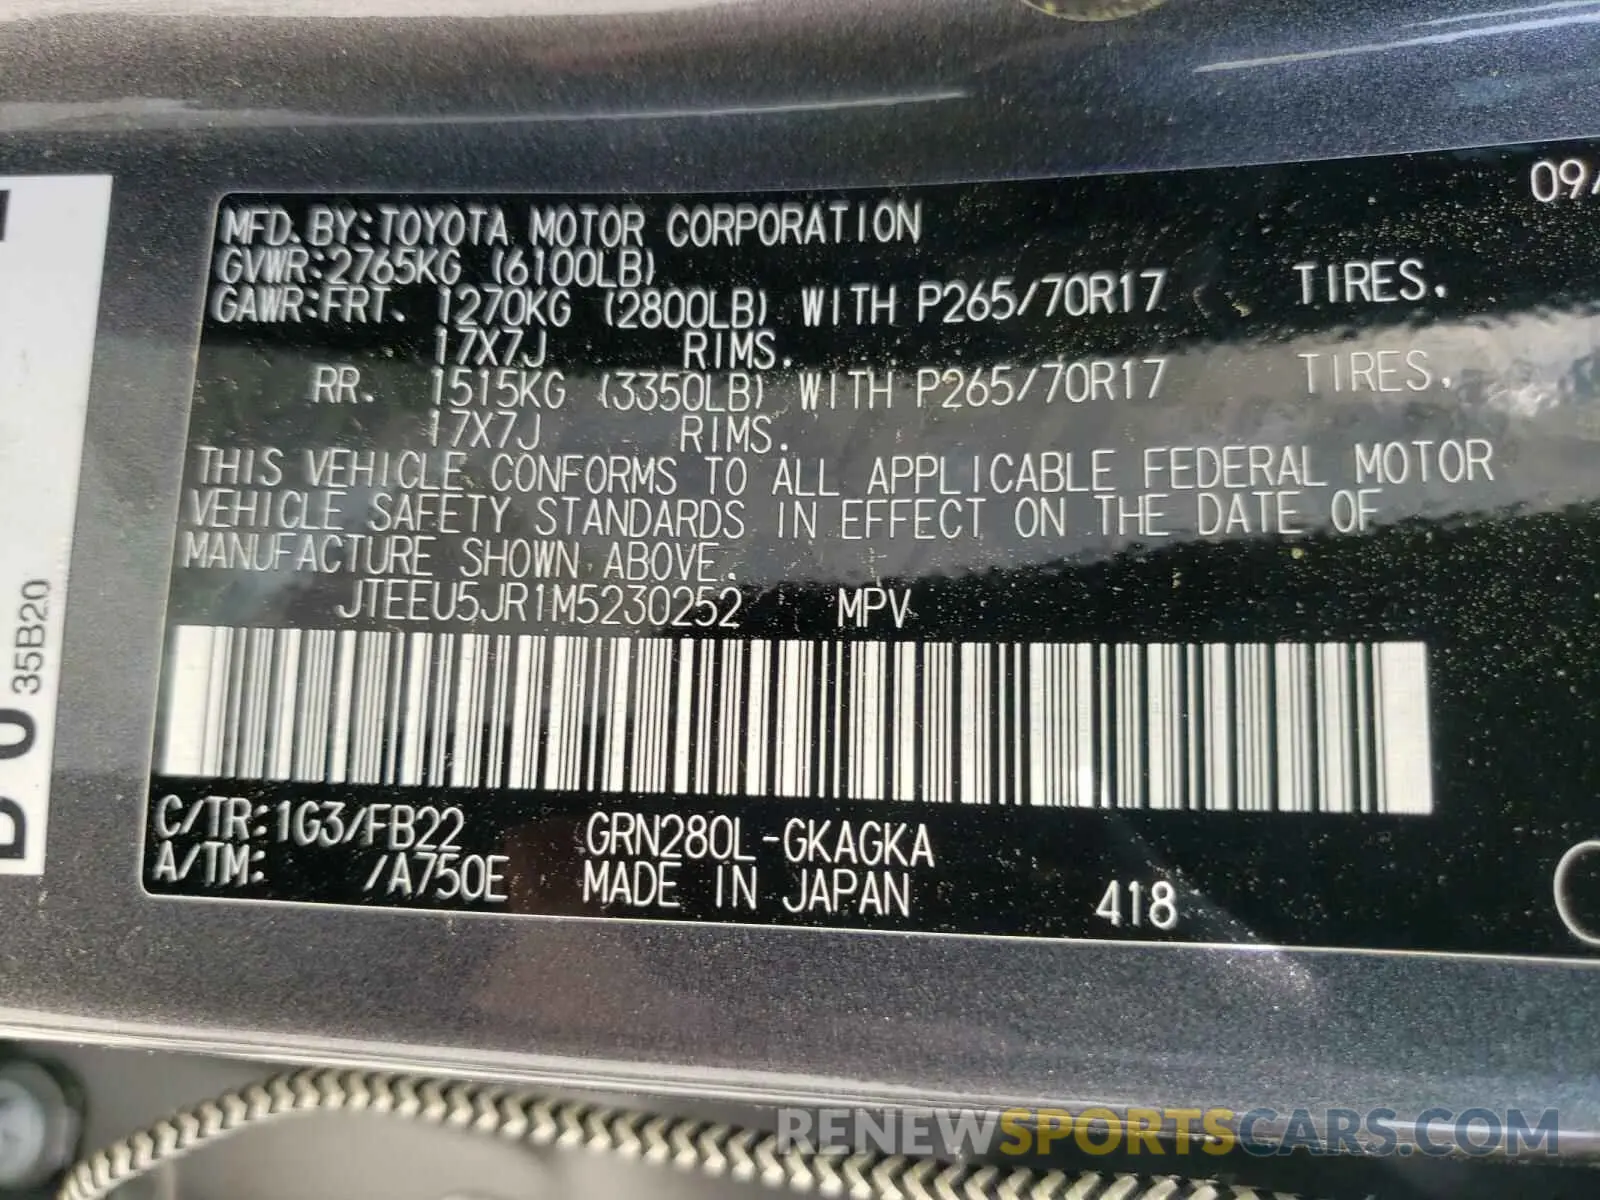 09/
MFD. BY: TOYOTA MOTOR CORPORATION
GVWR: 2765KG (6100LB)
GAWR: FRT. 1270KG (2800LB) WITH P265/70R17 TIRES.
17X7J RIMS.
RR. 1515KG (3350LB) WITH P265/70R17 TIRES.
17X7J RIMS.
THIS VEHICLE CONFORMS TO ALL APPLICABLE FEDERAL MOTOR
VEHICLE SAFETY STANDARDS IN EFFECT ON THE DATE OF
MANUFACTURE SHOWN ABOVE.
JTEEU5JR1M5230252 MPV
C/TR: 1G3/FB22 GRN280L-GKAGKA
A/TM: /A750E MADE IN JAPAN 418
35B20
RENEWSPORTSCARS.COM